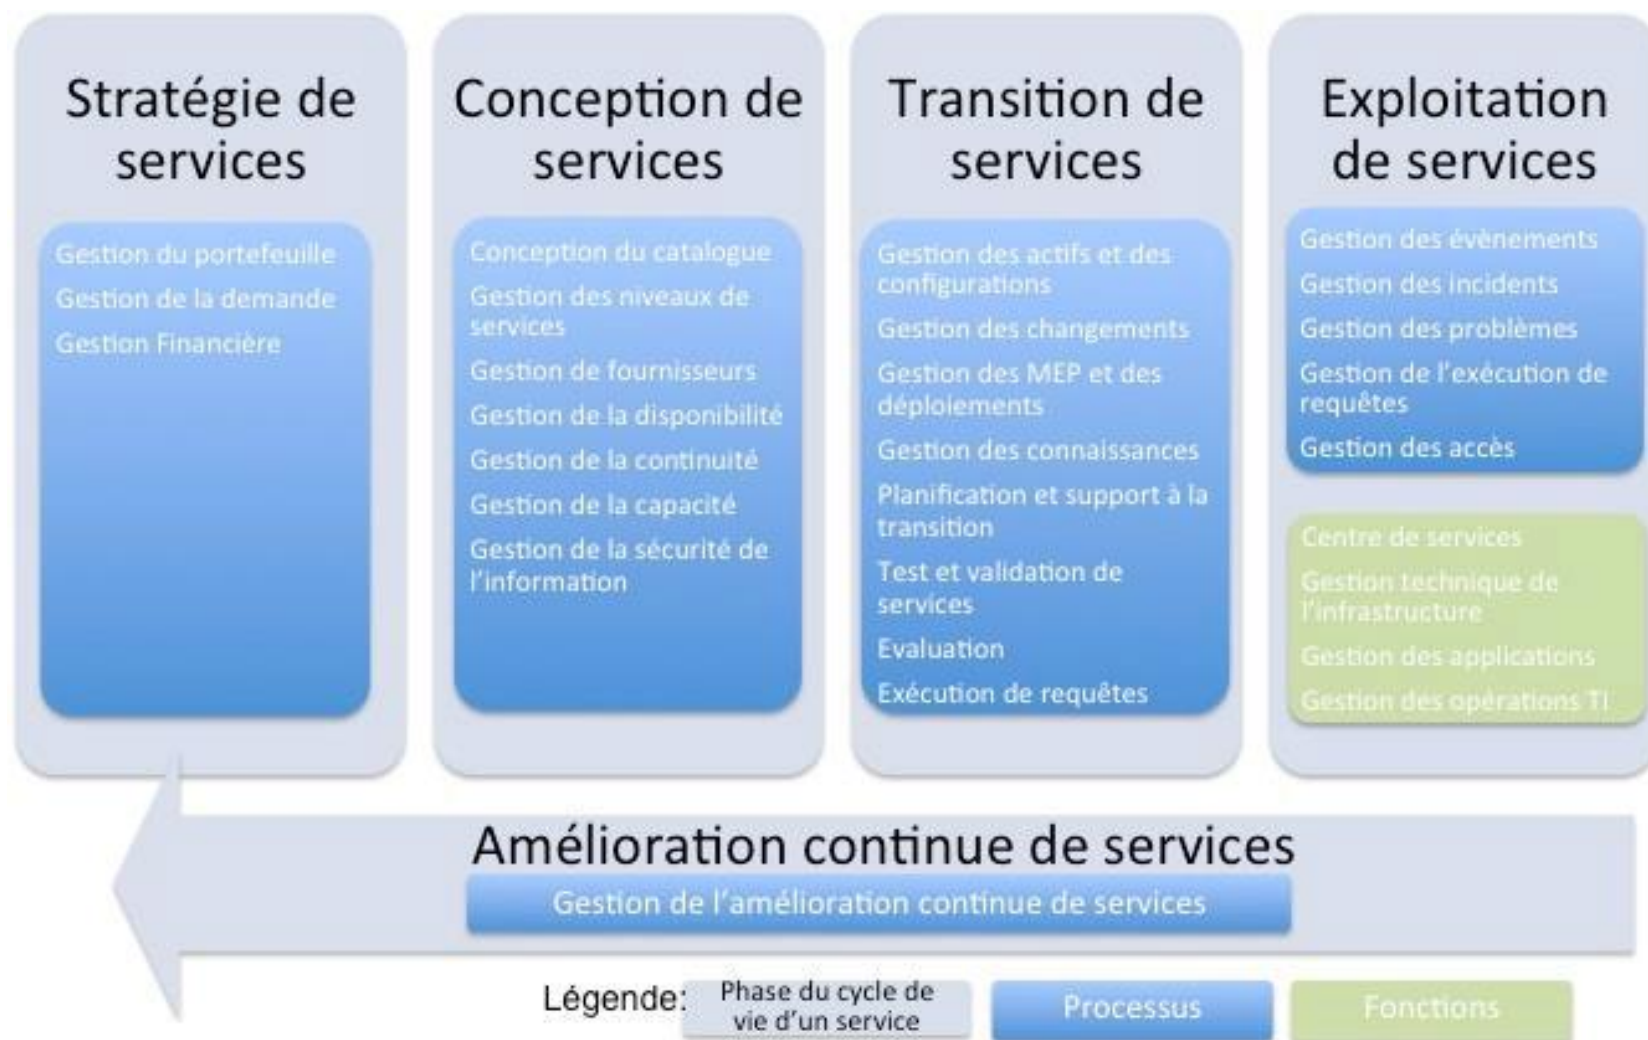 Stratégie de
services
Gestion du portefeuille
Gestion de la demande
Gestion Financière
Conception de
services
Conception du catalogue
Gestion des niveaux de
services
Gestion de fournisseurs
Gestion de la disponibilité
Gestion de la continuité
Gestion de la capacité
Gestion de la sécurité de
l'information
Transition de
services
Gestion des actifs et des
configurations
Gestion des changements
Gestion des MEP et des
déploiements
Gestion des connaissances
Planification et support à la
transition
Test et validation de
services
Evaluation
Exécution de requêtes
Exploitation
de services
Gestion des évènements
Gestion des incidents
Gestion des problèmes
Gestion de l'exécution de
requêtes
Gestion des accès
Centre de services
Gestion technique de
l'infrastructure
Gestion des applications
Gestion des opérations TI
Amélioration continue de services
Gestion de l'amélioration continue de services
Légende:
Phase du cycle de
vie d'un service
Processus
Fonctions